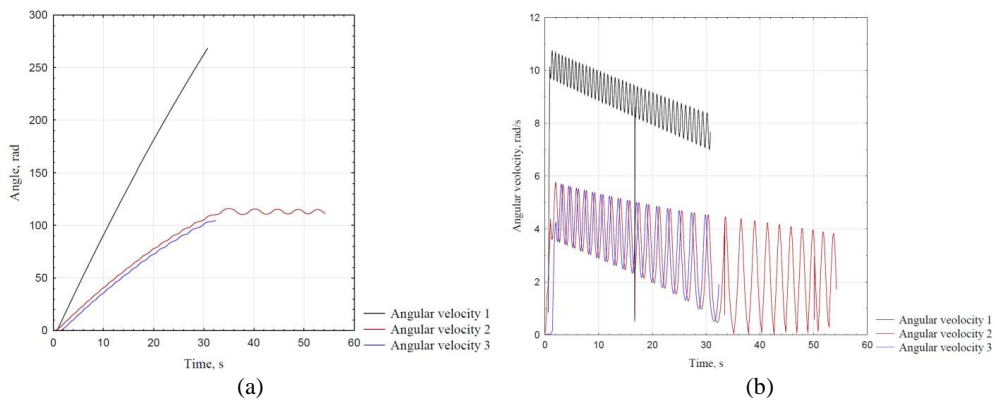 300
250
200
150
100
50
0
Angle, rad
0 10 20 30 40 50 60
Time, s
Angular velocity 1
Angular velocity 2
Angular velocity 3
(a)
b)
12
10
8
6
4
2
0
Angular veolocity, rad/s
0 10 20 30 40 50 60
Time, s
Angular veolocity 1
Angular veolocity 2
Angular veolocity 3
(b)